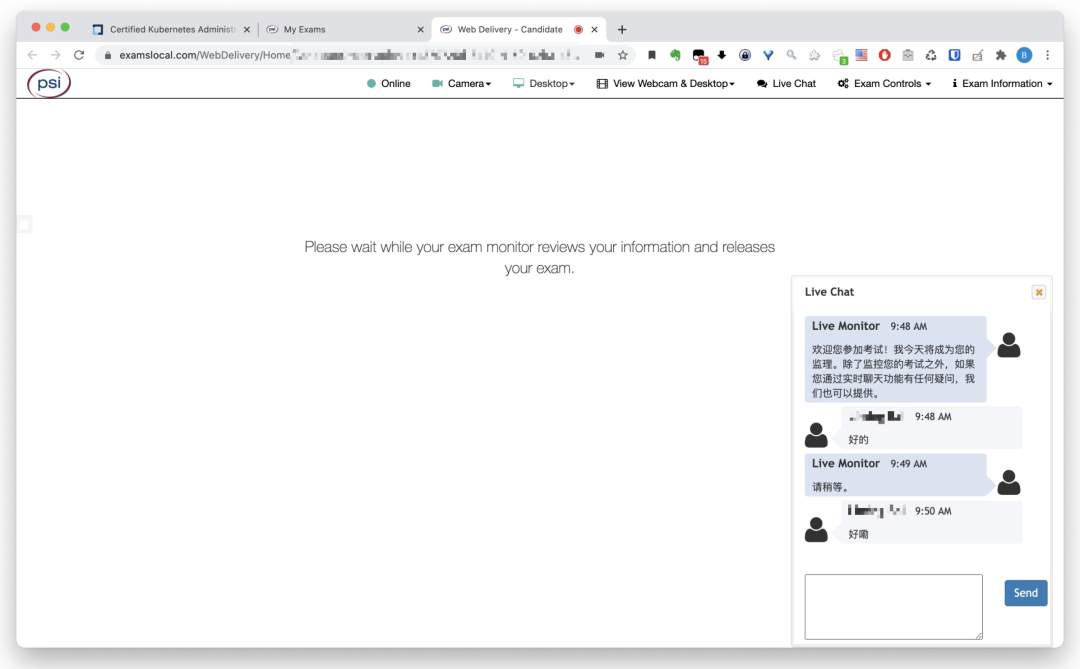 Certified Kubernetes Administr
My Exams
Web Delivery - Candidate
examslocal.com/WebDelivery/Home
15
3
B
psi
Online
Camera
Desktop
View Webcam & Desktop
Live Chat
Exam Controls
Exam Information
Please wait while your exam monitor reviews your information and releases
your exam.
Live Chat
Live Monitor 9:48 AM
欢迎您参加考试！我今天将成为您的
监理。除了监控您的考试之外，如果
您通过实时聊天功能有任何疑问，我
们也可以提供。
9:48 AM
好的
Live Monitor 9:49 AM
请稍等。
9:50 AM
好嘞
Send